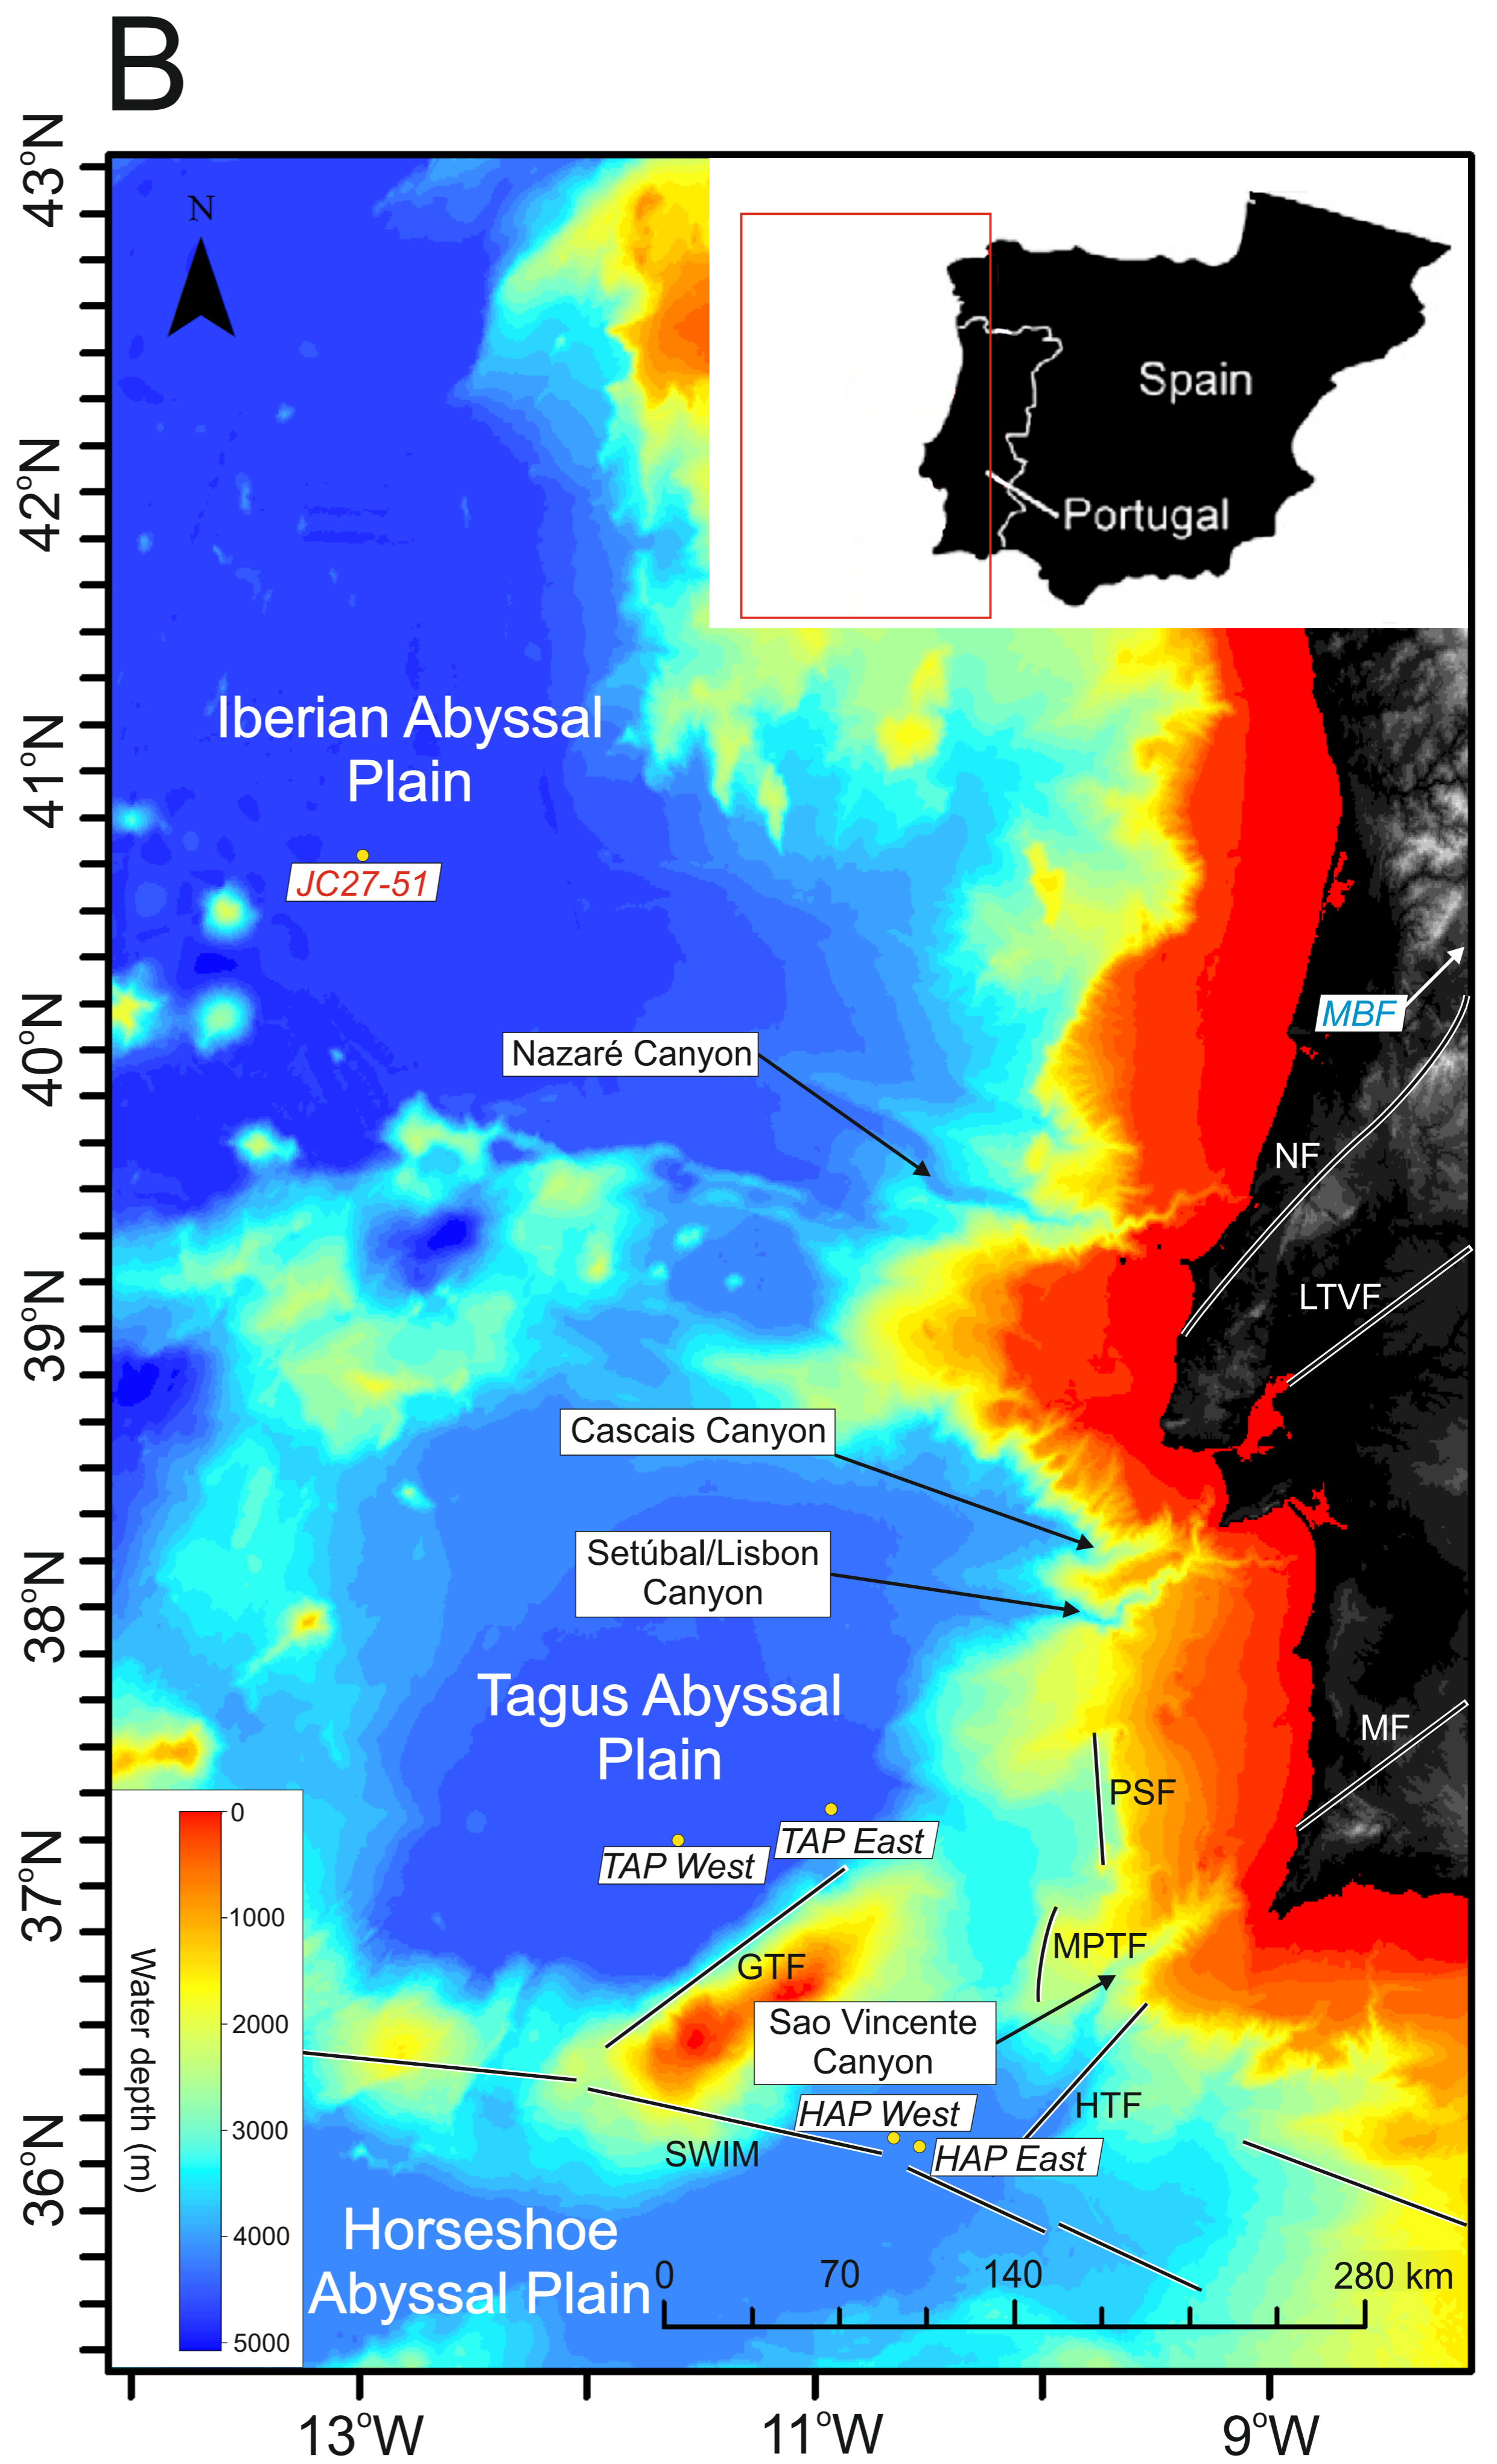 B
43°N
42°N
41°N
40°N
39°N
38°N
37°N
36°N
N
Spain
Portugal
Iberian Abyssal
Plain
JC27-51
MBF
Nazaré Canyon
NF
LTVF
Cascais Canyon
Setúbal/Lisbon
Canyon
Tagus Abyssal
Plain
MF
PSF
TAP East
TAP West
MPTF
GTF
Sao Vincente
Canyon
HTF
HAP West
HAP East
SWIM
Horseshoe
Abyssal Plain
Water depth (m)
0
1000
2000
3000
4000
5000
0
70
140
280 km
13°W
11°W
9°W